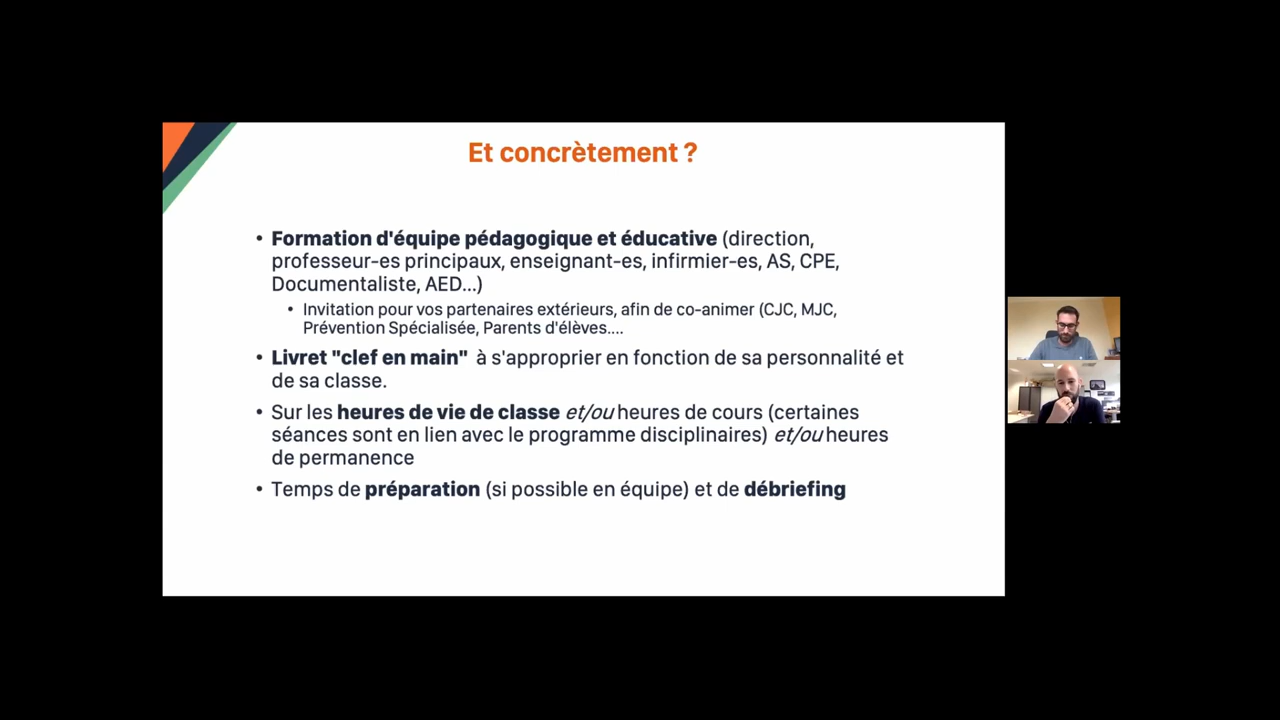 Et concrètement ?
• Formation d'équipe pédagogique et éducative (direction,
professeur-es principaux, enseignant-es, infirmier-es, AS, CPE,
Documentaliste, AED...)
• Invitation pour vos partenaires extérieurs, afin de co-animer (CJC, MJC,
Prévention Spécialisée, Parents d'élèves....
• Livret "clef en main" à s'approprier en fonction de sa personnalité et
de sa classe.
• Sur les heures de vie de classe et/ou heures de cours (certaines
séances sont en lien avec le programme disciplinaires) et/ou heures
de permanence
• Temps de préparation (si possible en équipe) et de débriefing